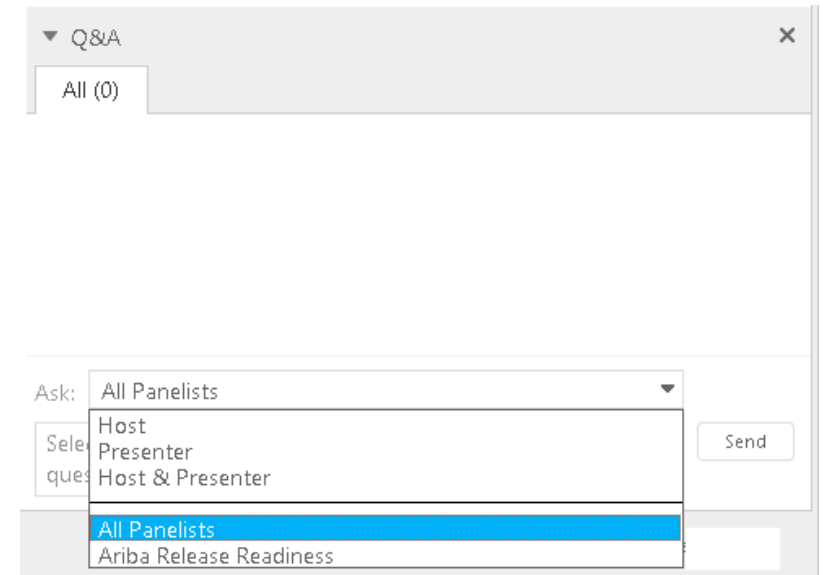 Q&A
All (0)
Ask: All Panelists
Host
Presenter
Host & Presenter
Send
All Panelists
Ariba Release Readiness